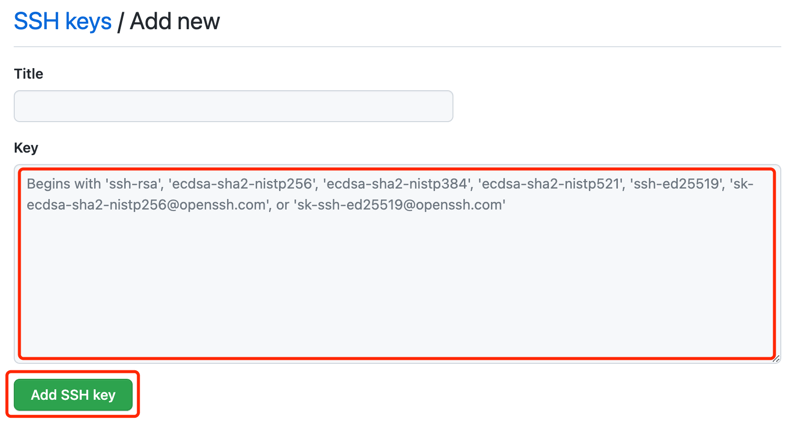 SSH keys / Add new
Title
Key
Begins with 'ssh-rsa', 'ecdsa-sha2-nistp256', 'ecdsa-sha2-nistp384', 'ecdsa-sha2-nistp521', 'ssh-ed25519', 'sk-
ecdsa-sha2-nistp256@openssh.com', or 'sk-ssh-ed25519@openssh.com'
Add SSH key